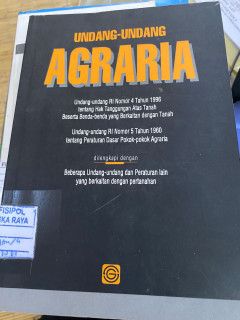 UNDANG-UNDANG
AGRARIA
Undang-undang RI Nomor 4 Tahun 1996
tentang Hak Tanggungan Atas Tanah
Beserta Benda-benda yang Berkaitan dengan Tanah
Undang-undang RI Nomor 5 Tahun 1960
tentang Peraturan Dasar Pokok-pokok Agraria
dilengkapi dengan
Beberapa Undang-undang dan Peraturan lain
yang berkaitan dengan pertanahan
FISIPOL
GKA RAYA